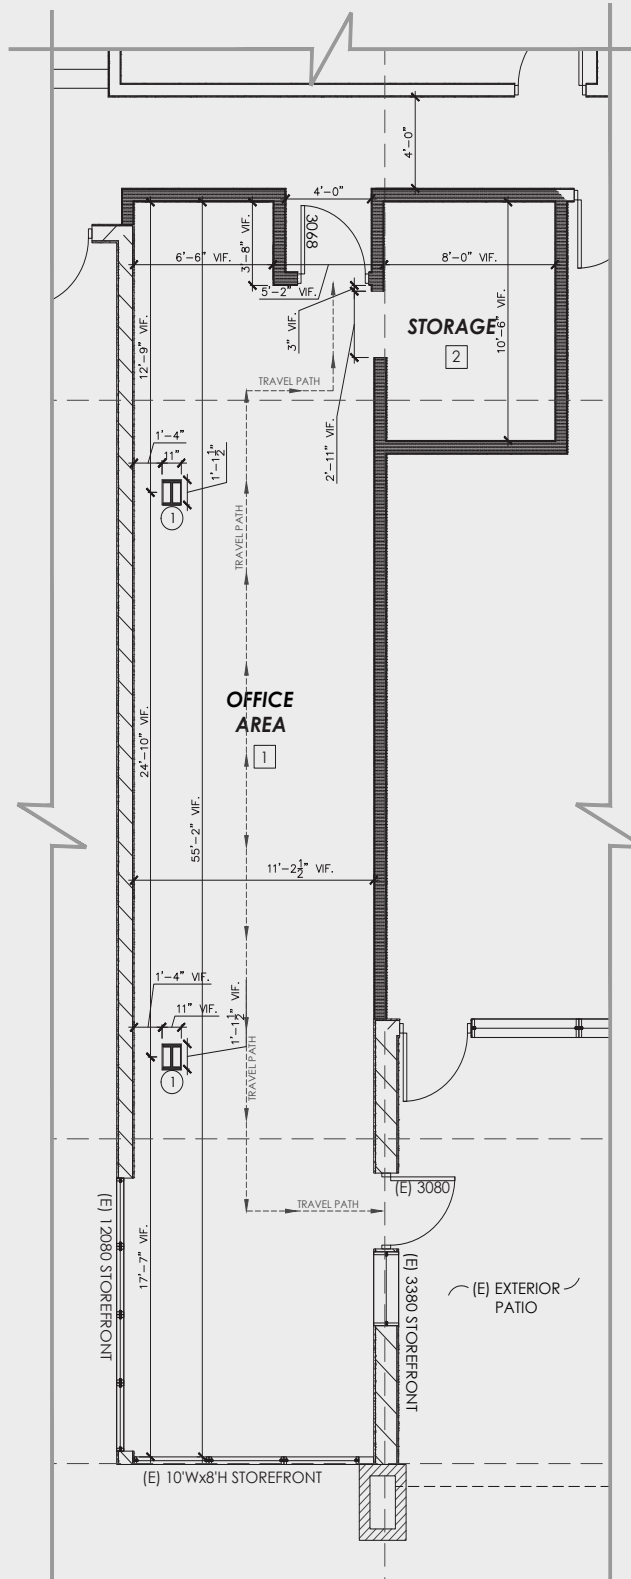 4'-0"
4'-0"
3068
6'-6" VIF.
3'-8" VIF.
8'-0" VIF.
5'-2" VIF.
3" VIF.
STORAGE
2
10'-6" VIF.
12'-9" VIF.
TRAVEL PATH
2'-11" VIF.
1'-4"
11"
1'-1½"
1
TRAVEL PATH
OFFICE
AREA
1
24'-10" VIF.
55'-2" VIF.
11'-2½" VIF.
1'-4" VIF.
11" VIF.
1'-1½" VIF.
1
TRAVEL PATH
(E) 3080
TRAVEL PATH
(E) 12080 STOREFRONT
17'-7" VIF.
(E) 3380 STOREFRONT
(E) EXTERIOR
PATIO
(E) 10'Wx8'H STOREFRONT